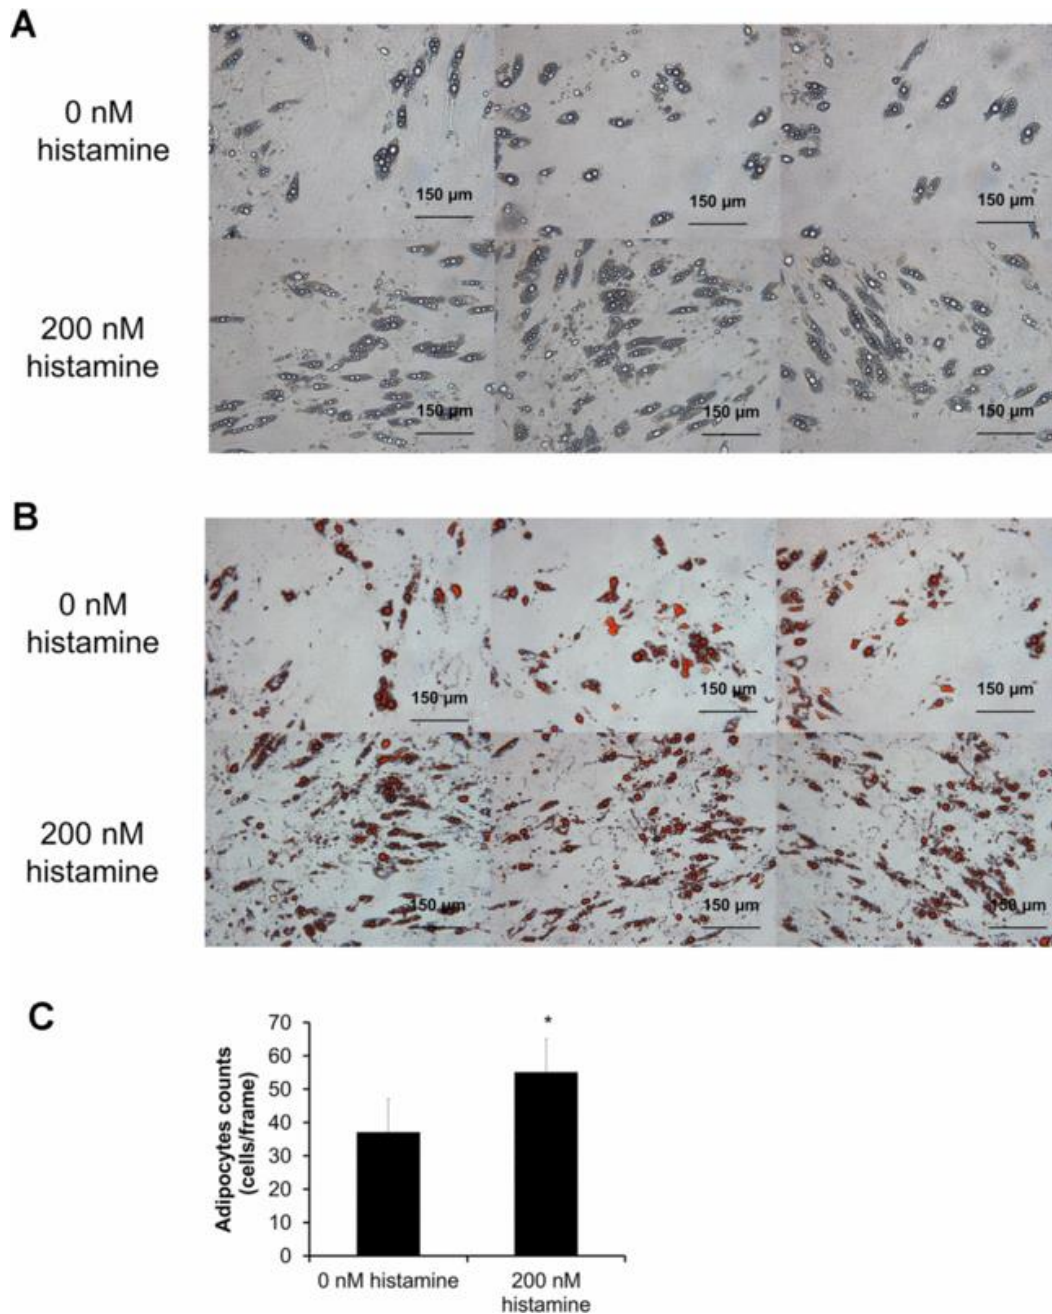 A
0 nM
histamine
150 µm
150 µm
150 µm
200 nM
histamine
150 µm
150 µm
150 µm
B
0 nM
histamine
150 µm
150 µm
150 µm
200 nM
histamine
150 µm
150 µm
150 µm
C
Adipocytes counts
(cells/frame)
70
60
50
40
30
20
10
0
*
0 nM histamine
200 nM
histamine